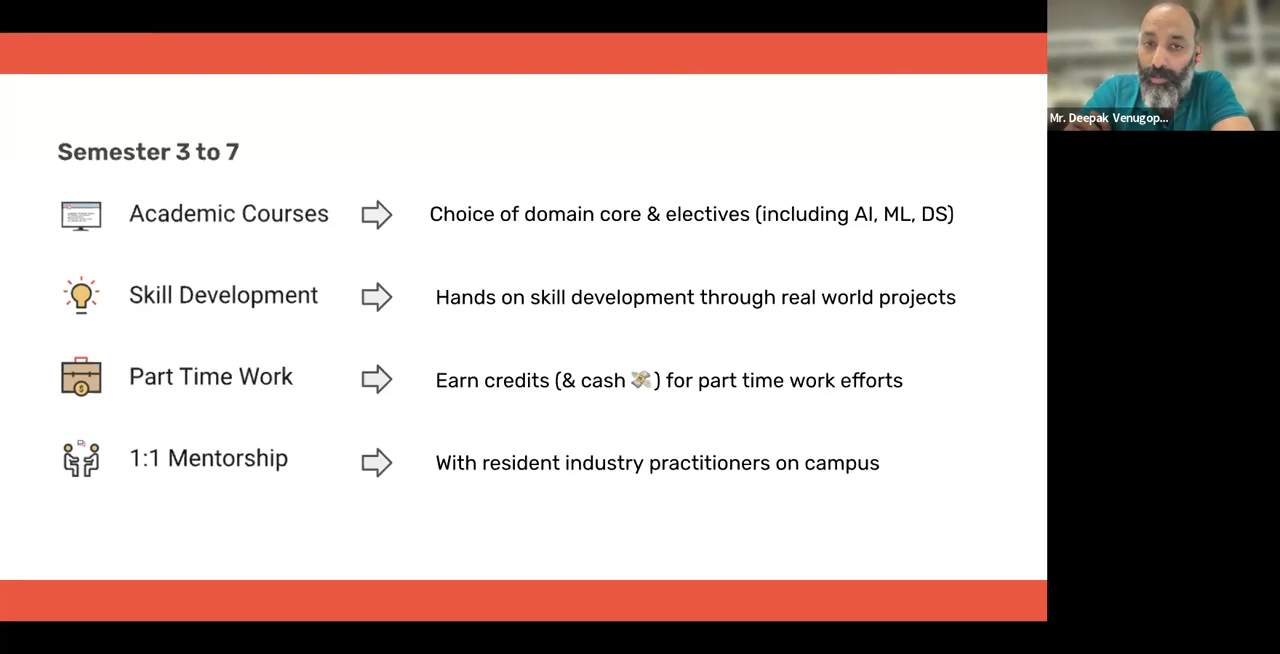 Semester 3 to 7
Academic Courses
Choice of domain core & electives (including AI, ML, DS)
Skill Development
Hands on skill development through real world projects
Part Time Work
Earn credits (& cash 💸) for part time work efforts
1:1 Mentorship
With resident industry practitioners on campus
Mr. Deepak Venugop...